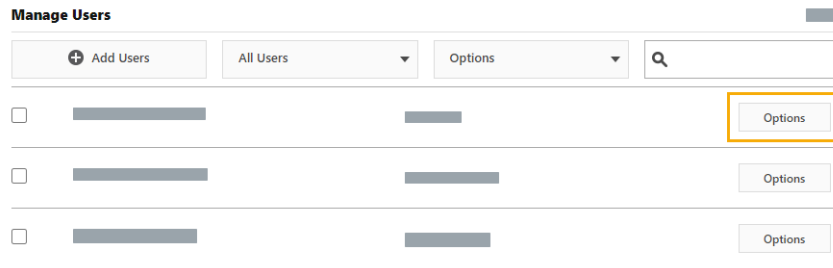 Manage Users
Add Users All Users Options
Options
Options
Options